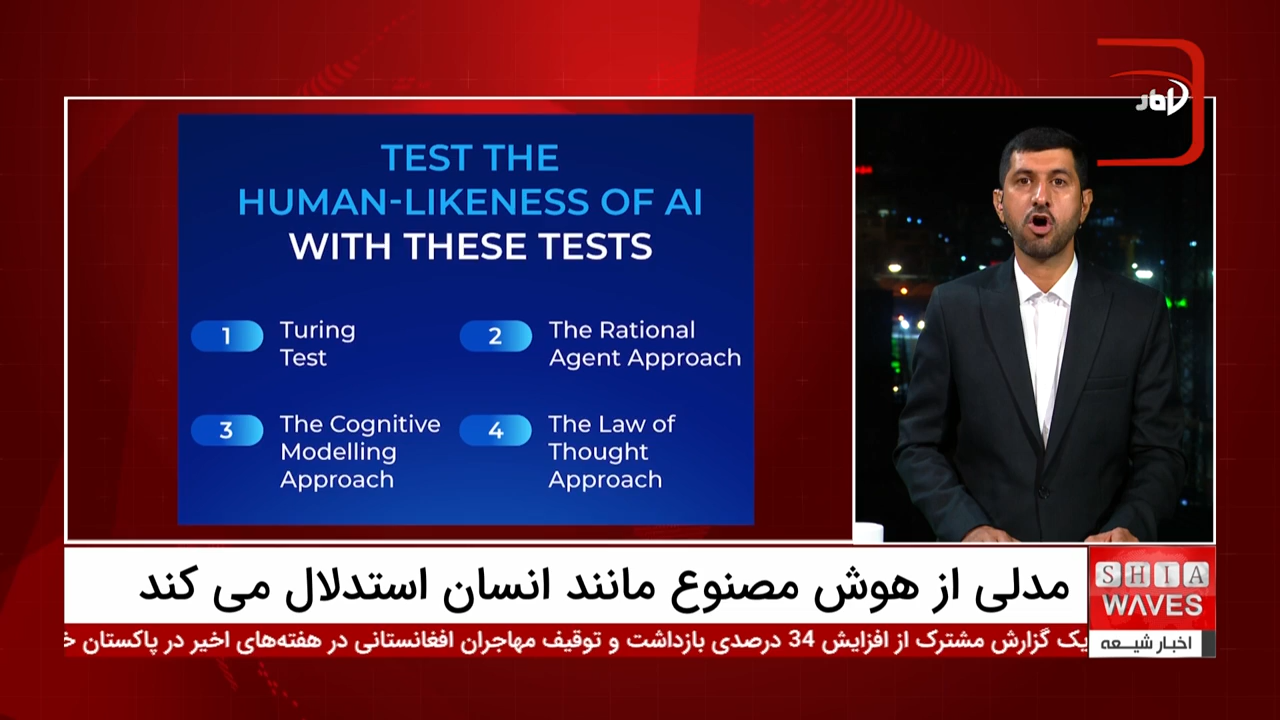 TEST THE
HUMAN-LIKENESS OF AI
WITH THESE TESTS
1 Turing
Test
2 The Rational
Agent Approach
3 The Cognitive
Modelling
Approach
4 The Law of
Thought
Approach
مدلی از هوش مصنوع مانند انسان استدلال می کند
SHIA
WAVES
اخبار شیعه
یک گزارش مشترک از افزایش 34 درصدی بازداشت و توقیف مهاجران افغانستانی در هفته‌های اخیر در پاکستان